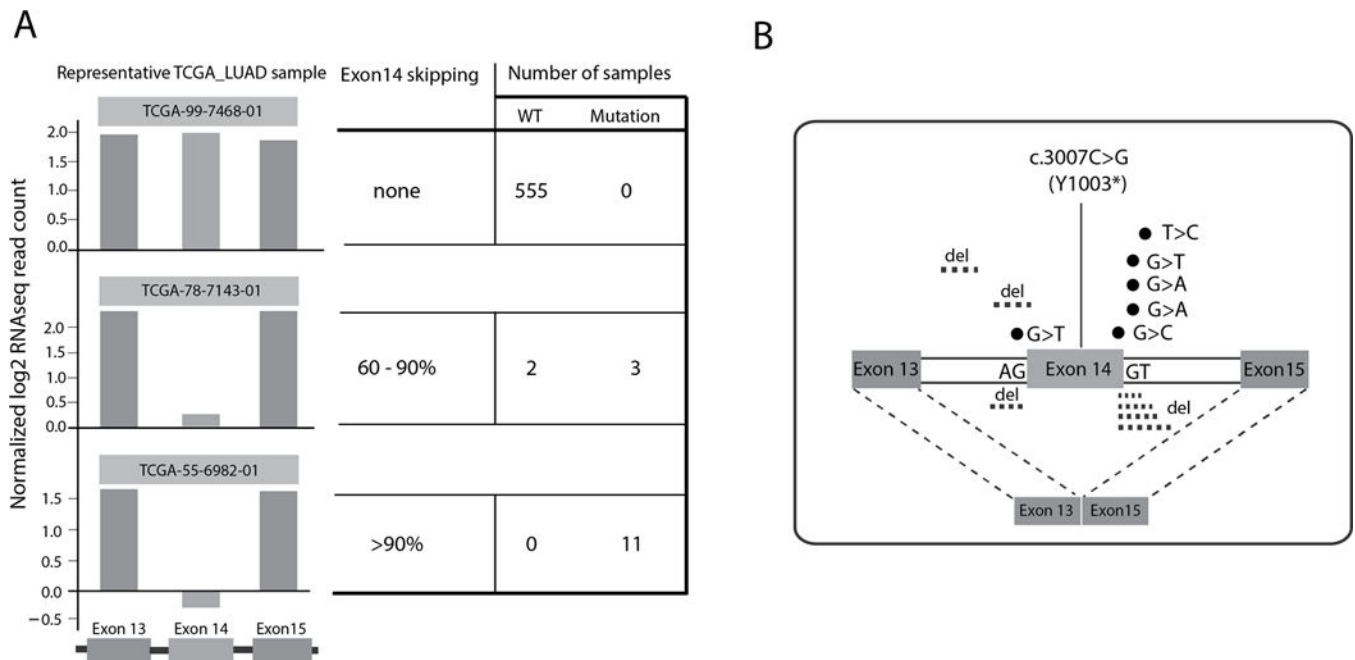 A
Representative TCGA_LUAD sample
Exon14 skipping
Number of samples
WT
Mutation
Normalized log2 RNAseq read count
TCGA-99-7468-01
2.0
1.5
1.0
0.5
0.0
none
555
0
TCGA-78-7143-01
2.0
1.5
1.0
0.5
0.0
60 - 90%
2
3
TCGA-55-6982-01
1.5
1.0
0.5
0.0
−0.5
>90%
0
11
Exon 13
Exon 14
Exon15
B
c.3007C>G
(Y1003*)
T>C
del
G>T
G>A
del
G>A
G>T
G>C
Exon 13
AG
Exon 14
GT
Exon15
del
del
Exon 13
Exon15